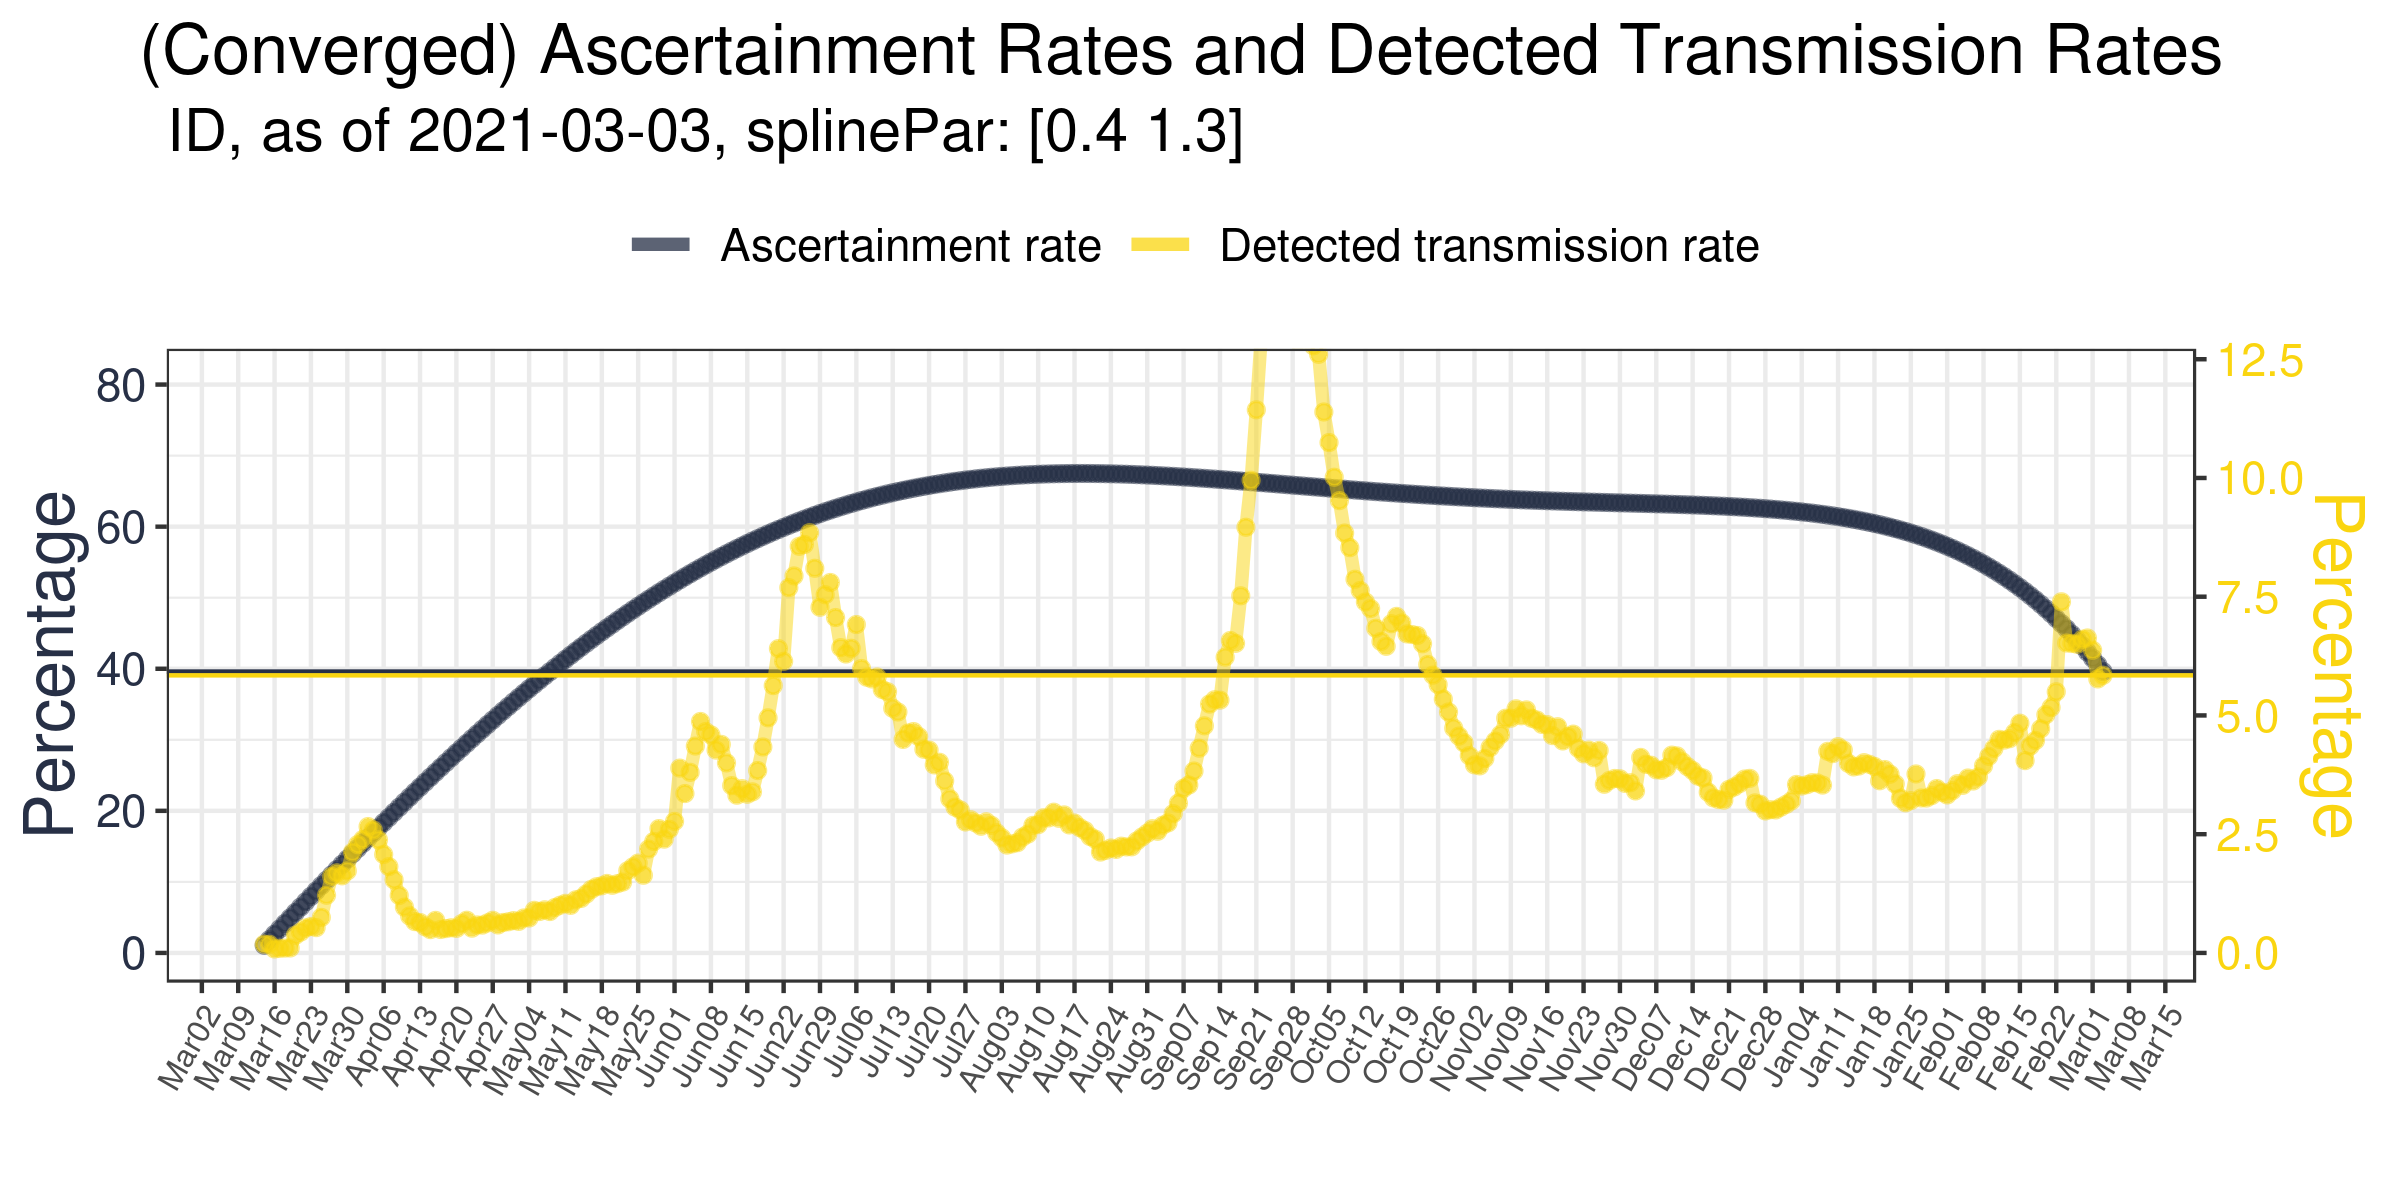 (Converged) Ascertainment Rates and Detected Transmission Rates
ID, as of 2021-03-03, splinePar: [0.4 1.3]
Ascertainment rate
Detected transmission rate
Percentage
80
60
40
20
0
12.5
10.0
7.5
5.0
2.5
0.0
Percentage
Mar02
Mar09
Mar16
Mar23
Mar30
Apr06
Apr13
Apr20
Apr27
May04
May11
May18
May25
Jun01
Jun08
Jun15
Jun22
Jun29
Jul06
Jul13
Jul20
Jul27
Aug03
Aug10
Aug17
Aug24
Aug31
Sep07
Sep14
Sep21
Sep28
Oct05
Oct12
Oct19
Oct26
Nov02
Nov09
Nov16
Nov23
Nov30
Dec07
Dec14
Dec21
Dec28
Dec04
Jan11
Jan18
Jan25
Feb01
Feb08
Feb15
Feb22
Mar01
Mar08
Mar15